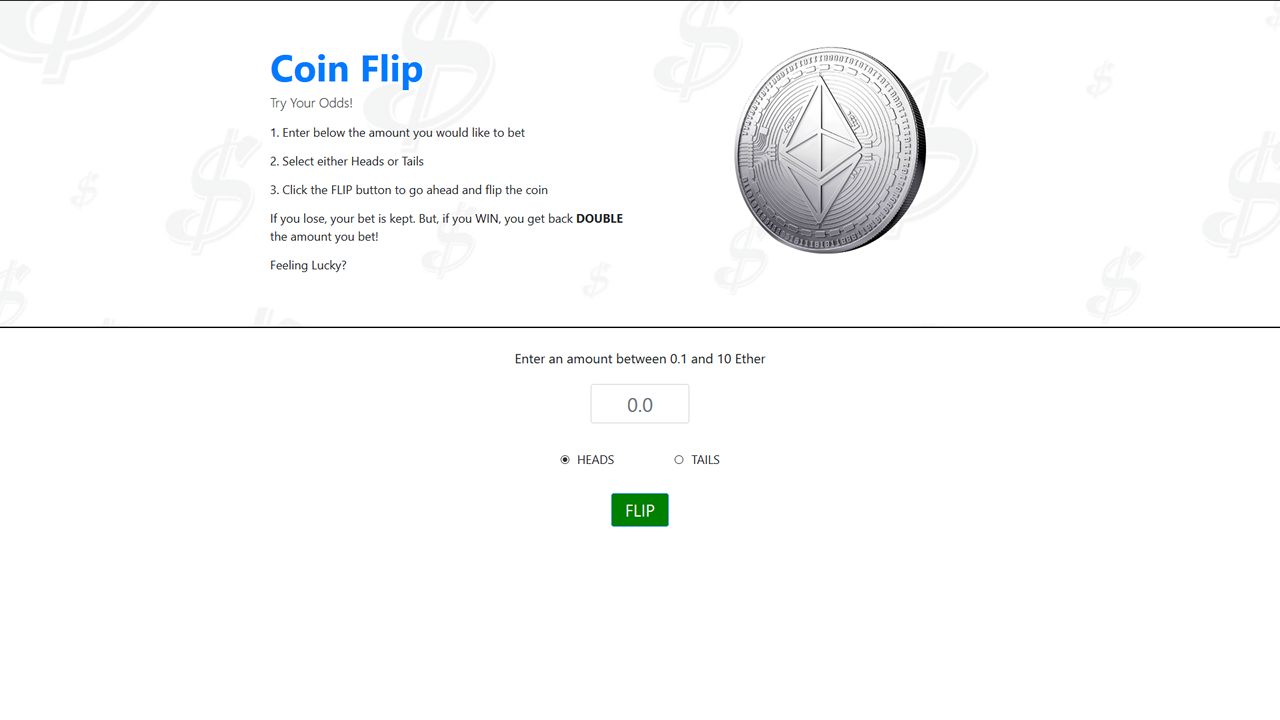 Coin Flip
Try Your Odds!
1. Enter below the amount you would like to bet
2. Select either Heads or Tails
3. Click the FLIP button to go ahead and flip the coin
If you lose, your bet is kept. But, if you WIN, you get back DOUBLE
the amount you bet!
Feeling Lucky?
Enter an amount between 0.1 and 10 Ether
0.0
HEADS TAILS
FLIP